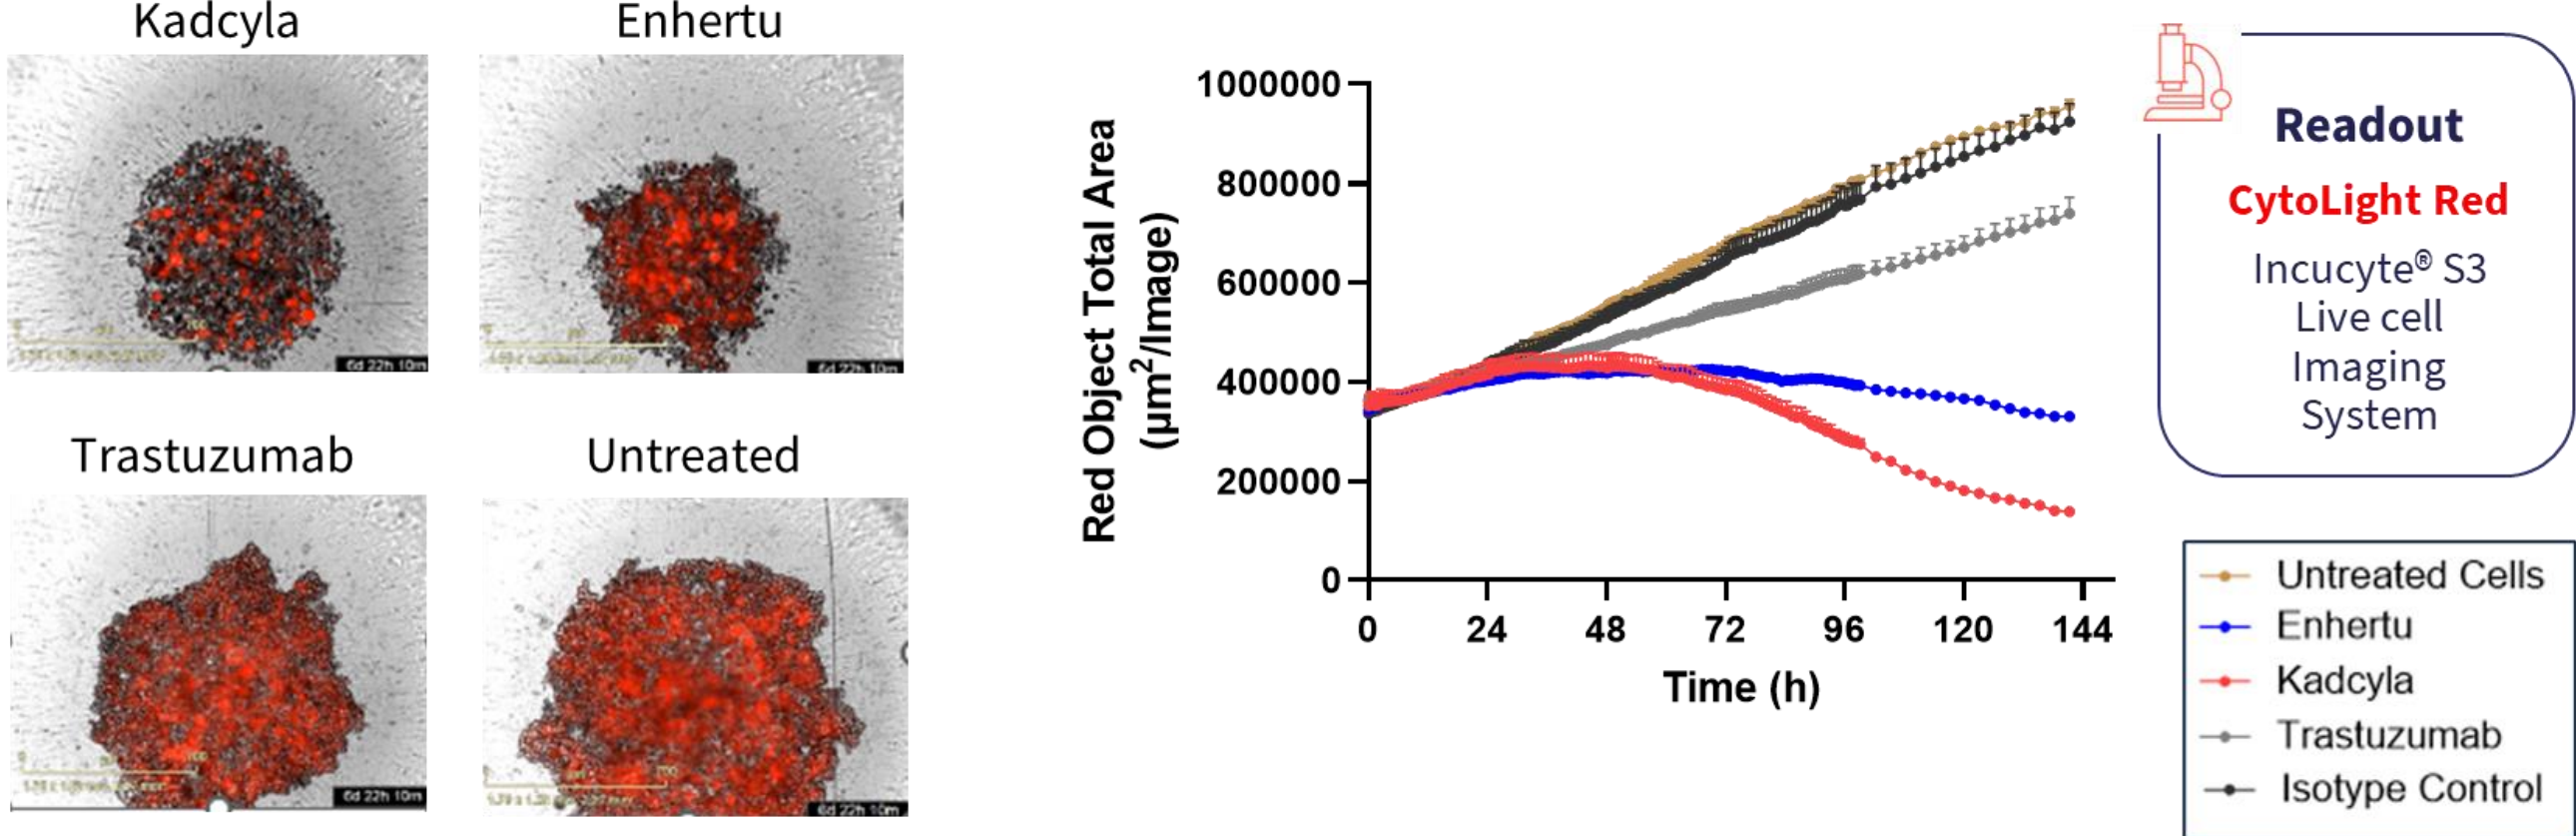 Kadcyla
Enhertu
6d 22h 10m
6d 22h 10m
Trastuzumab
Untreated
6d 22h 10m
6d 22h 10m
Red Object Total Area
(µm²/Image)
1000000
800000
600000
400000
200000
0
0 24 48 72 96 120 144
Time (h)
Readout
CytoLight Red
Incucyte® S3
Live cell
Imaging
System
Untreated Cells
Enhertu
Kadcyla
Trastuzumab
Isotype Control